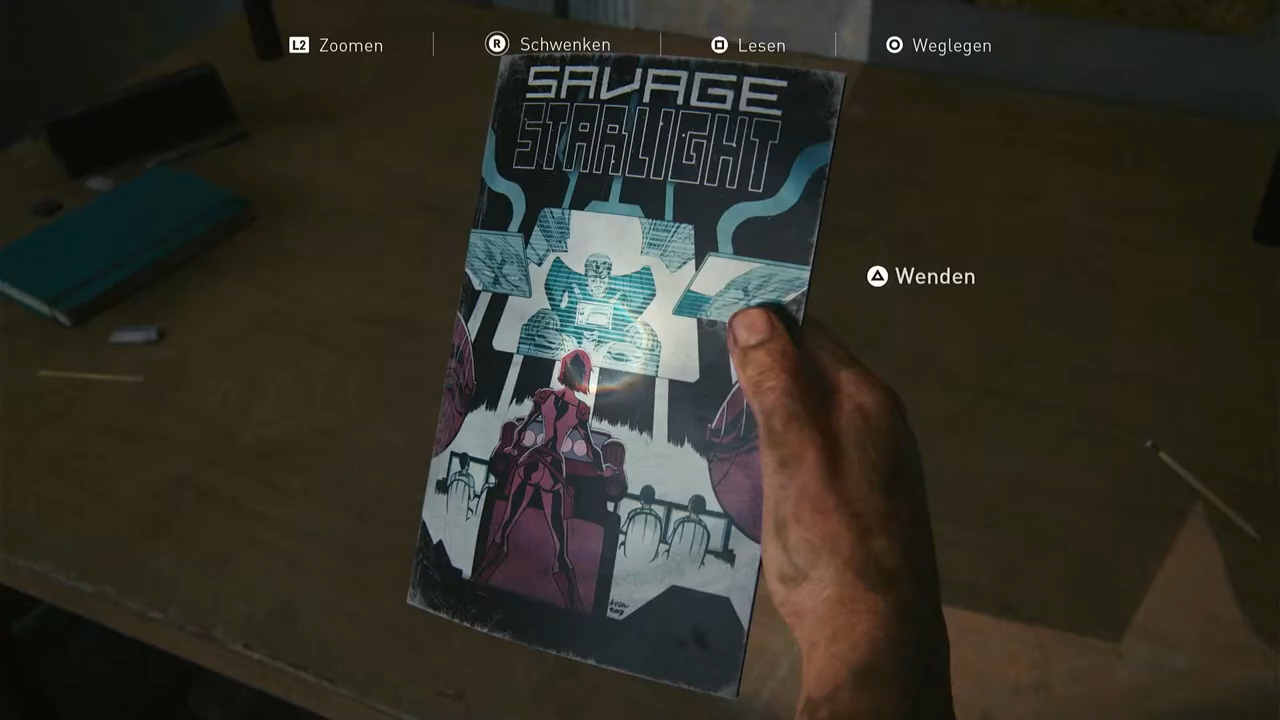 L2 Zoomen
R Schwenken
Lesen
Weglegen
SAVAGE
STARLIGHT
Wenden